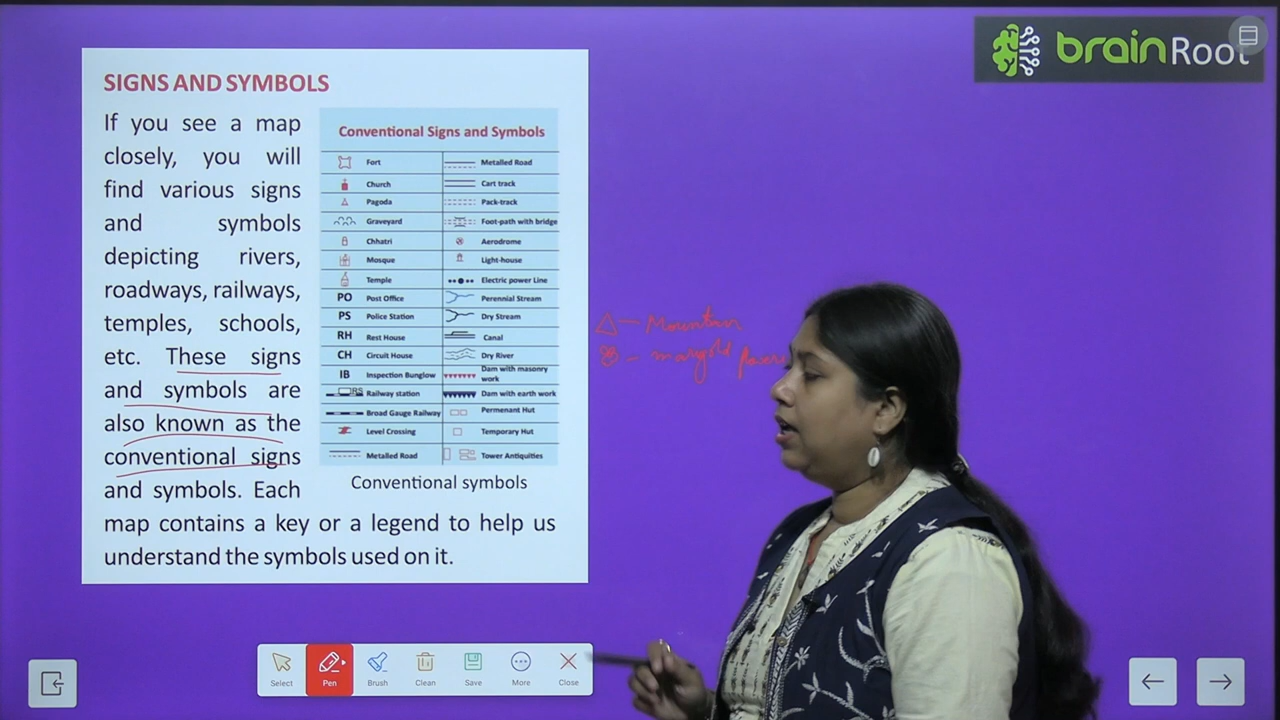 brainRoot
SIGNS AND SYMBOLS
If you see a map
closely, you will
find various signs
and symbols
depicting rivers,
roadways, railways,
temples, schools,
etc. These signs
and symbols are
also known as the
conventional signs
and symbols. Each
map contains a key or a legend to help us
understand the symbols used on it.
Conventional Signs and Symbols
Fort Metalled Road
Church Cart track
Pagoda Pack-track
Graveyard Foot-path with bridge
Chhatri Aerodrome
Mosque Light-house
Temple Electric power Line
PO Post Office Perennial Stream
PS Police Station Dry Stream
RH Rest House Canal
CH Circuit House Dry River
IB Inspection Bunglow Dam with masonry
work
RS Railway station Dam with earth work
Broad Gauge Railway Permenant Hut
Level Crossing Temporary Hut
Metalled Road Tower Antiquities
Conventional symbols
— Mountain
- marigold
Select Pen Brush Clean Save More Close